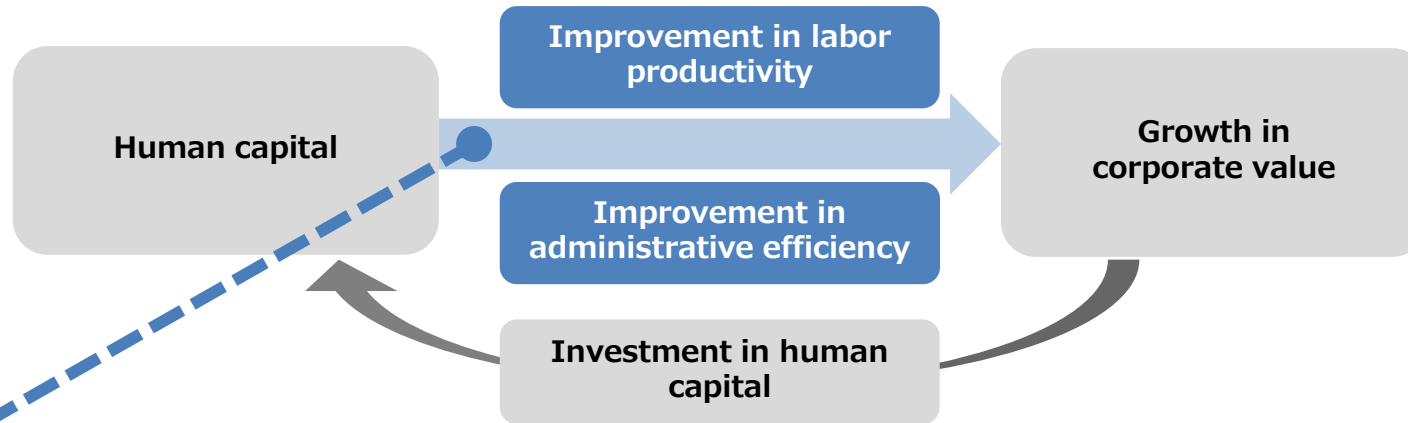 Improvement in labor
productivity
Human capital
Growth in
corporate value
Improvement in
administrative efficiency
Investment in human
capital